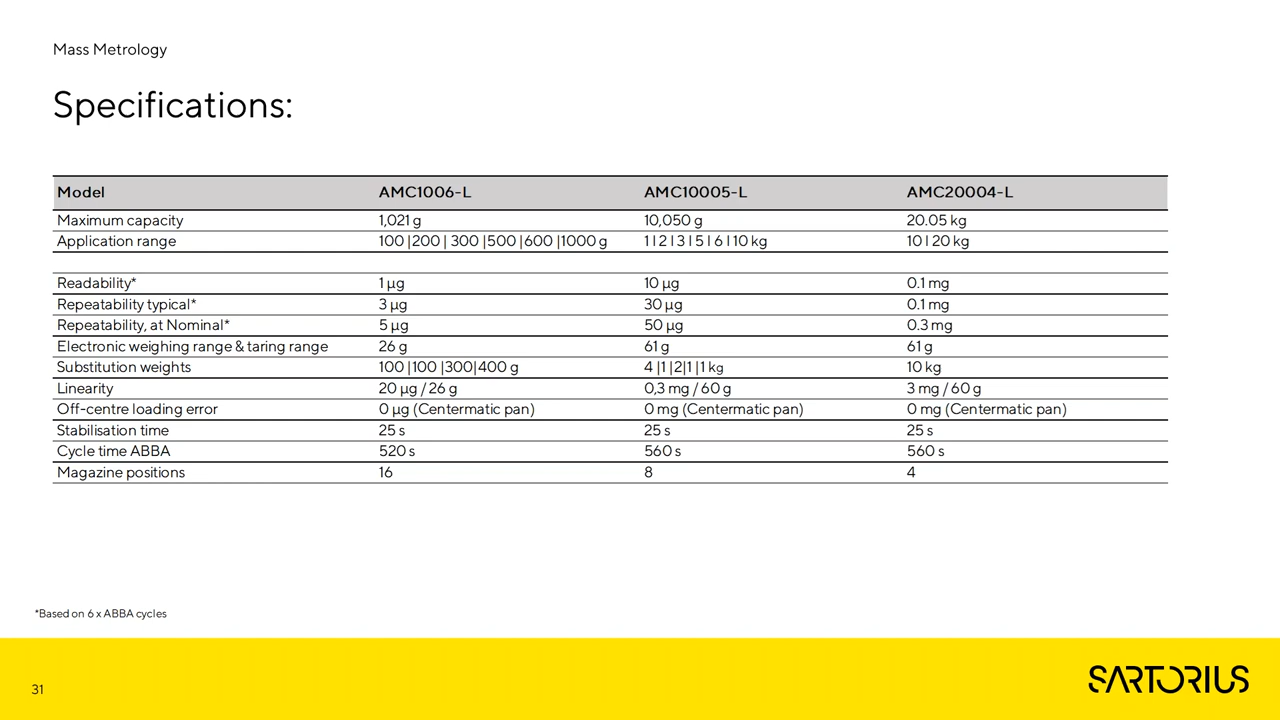 Mass Metrology
Specifications:
Model AMC1006-L AMC10005-L AMC20004-L
Maximum capacity 1,021 g 10,050 g 20.05 kg
Application range 100 |200 | 300 |500 |600 |1000 g 1 l 2 l 3 l 5 l 6 l 10 kg 10 l 20 kg
Readability* 1 µg 10 µg 0.1 mg
Repeatability typical* 3 µg 30 µg 0.1 mg
Repeatability, at Nominal* 5 µg 50 µg 0.3 mg
Electronic weighing range & taring range 26 g 61 g 61 g
Substitution weights 100 |100 |300|400 g 4 |1 |2|1 |1 kg 10 kg
Linearity 20 µg / 26 g 0,3 mg / 60 g 3 mg / 60 g
Off-centre loading error 0 µg (Centermatic pan) 0 mg (Centermatic pan) 0 mg (Centermatic pan)
Stabilisation time 25 s 25 s 25 s
Cycle time ABBA 520 s 560 s 560 s
Magazine positions 16 8 4
*Based on 6 x ABBA cycles
31
SARTORIUS